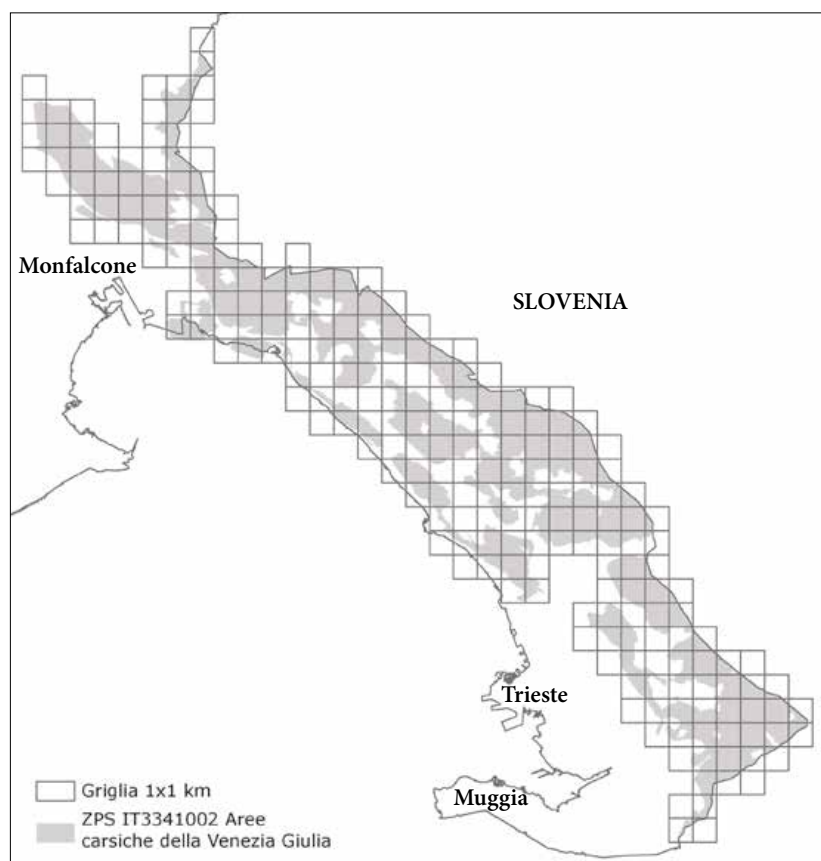 Monfalcone
SLOVENIA
Trieste
Muggia
Griglia 1x1 km
ZPS IT3341002 Aree
carsiche della Venezia Giulia